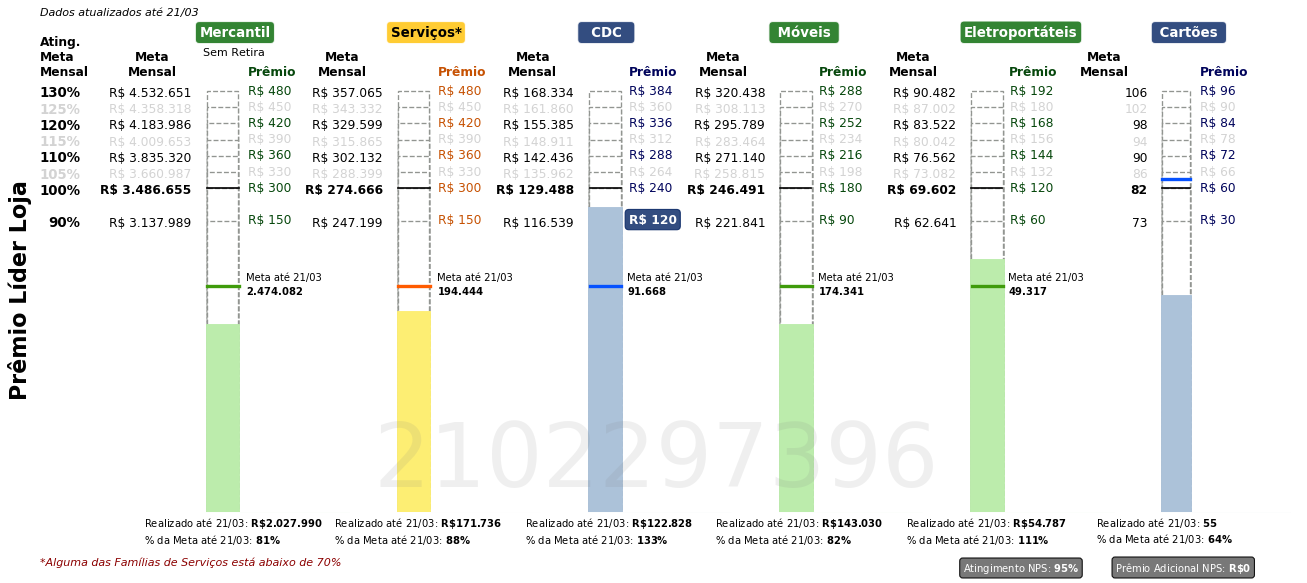 Dados atualizados até 21/03
Mercantil Serviços* CDC Móveis Eletroportáteis Cartões
Sem Retira
Ating. Meta Mensal
Meta Mensal Prêmio Meta Mensal Prêmio Meta Mensal Prêmio Meta Mensal Prêmio Meta Mensal Prêmio Meta Mensal Prêmio
130% R$ 4.532.651 R$ 480 R$ 357.065 R$ 480 R$ 168.334 R$ 384 R$ 320.438 R$ 288 R$ 90.482 R$ 192 106 R$ 96
125% R$ 4.358.318 R$ 450 R$ 343.332 R$ 450 R$ 161.860 R$ 360 R$ 308.113 R$ 270 R$ 87.002 R$ 180 102 R$ 90
120% R$ 4.183.986 R$ 420 R$ 329.599 R$ 420 R$ 155.385 R$ 336 R$ 295.789 R$ 252 R$ 83.522 R$ 168 98 R$ 84
115% R$ 4.009.653 R$ 390 R$ 315.865 R$ 390 R$ 148.911 R$ 312 R$ 283.464 R$ 234 R$ 80.042 R$ 156 94 R$ 78
110% R$ 3.835.320 R$ 360 R$ 302.132 R$ 360 R$ 142.436 R$ 288 R$ 271.140 R$ 216 R$ 76.562 R$ 144 90 R$ 72
105% R$ 3.660.987 R$ 330 R$ 288.399 R$ 330 R$ 135.962 R$ 264 R$ 258.815 R$ 198 R$ 73.082 R$ 132 86 R$ 66
100% R$ 3.486.655 R$ 300 R$ 274.666 R$ 300 R$ 129.488 R$ 240 R$ 246.491 R$ 180 R$ 69.602 R$ 120 82 R$ 60
90% R$ 3.137.989 R$ 150 R$ 247.199 R$ 150 R$ 116.539 R$ 120 R$ 221.841 R$ 90 R$ 62.641 R$ 60 73 R$ 30
Prêmio Líder Loja
Meta até 21/03 Meta até 21/03 Meta até 21/03 Meta até 21/03 Meta até 21/03
2.474.082 194.444 91.668 174.341 49.317
2102297396
Realizado até 21/03: R$2.027.990 Realizado até 21/03: R$171.736 Realizado até 21/03: R$122.828 Realizado até 21/03: R$143.030 Realizado até 21/03: R$54.787 Realizado até 21/03: 55
% da Meta até 21/03: 81% % da Meta até 21/03: 88% % da Meta até 21/03: 133% % da Meta até 21/03: 82% % da Meta até 21/03: 111% % da Meta até 21/03: 64%
*Alguma das Famílias de Serviços está abaixo de 70%
Atingimento NPS: 95% Prêmio Adicional NPS: R$0